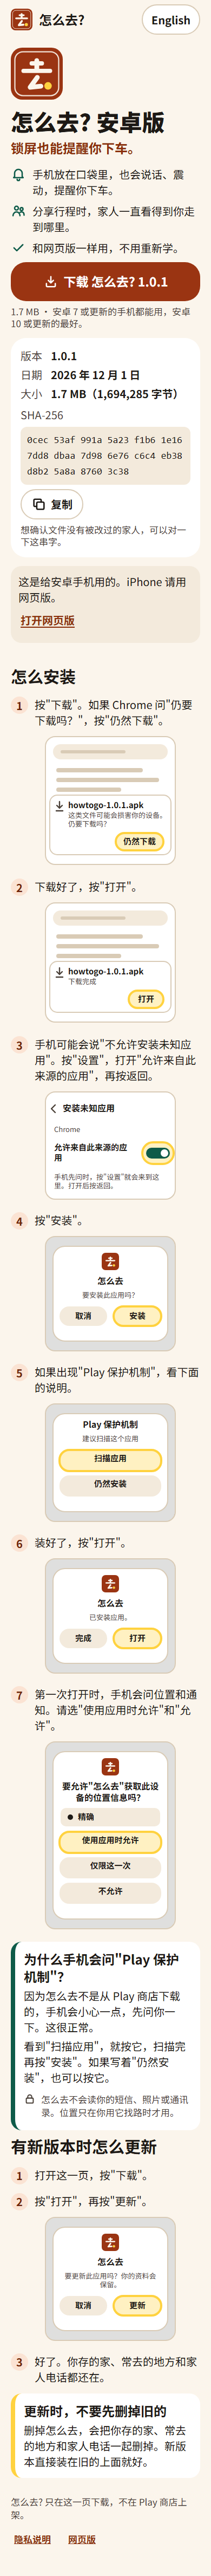 怎么去?
English
怎么去? 安卓版
锁屏也能提醒你下车。
手机放在口袋里，也会说话、震
动，提醒你下车。
分享行程时，家人一直看得到你走
到哪里。
和网页版一样用，不用重新学。
下载 怎么去? 1.0.1
1.7 MB · 安卓 7 或更新的手机都能用，安卓
10 或更新的最好。
版本 1.0.1
日期 2026 年 12 月 1 日
大小 1.7 MB（1,694,285 字节）
SHA-256
0cec 53af 991a 5a23 f1b6 1e16
7dd8 dbaa 7d98 6e76 c6c4 eb38
d8b2 5a8a 8760 3c38
复制
想确认文件没有被改过的家人，可以对一
下这串字。
这是给安卓手机用的。iPhone 请用
网页版。
打开网页版
怎么安装
1 按"下载"。如果 Chrome 问"仍要
下载吗？"，按"仍然下载"。
howtogo-1.0.1.apk
这类文件可能会损害你的设备。
仍要下载吗？
仍然下载
2 下载好了，按"打开"。
howtogo-1.0.1.apk
下载完成
打开
3 手机可能会说"不允许安装未知应
用"。按"设置"，打开"允许来自此
来源的应用"，再按返回。
安装未知应用
Chrome
允许来自此来源的应
用
手机先问时，按"设置"就会来到这
里。打开后按返回。
4 按"安装"。
怎么去
要安装此应用吗？
取消 安装
5 如果出现"Play 保护机制"，看下面
的说明。
Play 保护机制
建议扫描这个应用
扫描应用
仍然安装
6 装好了，按"打开"。
怎么去
已安装应用。
完成 打开
7 第一次打开时，手机会问位置和通
知。请选"使用应用时允许"和"允
许"。
要允许"怎么去"获取此设
备的位置信息吗？
精确
使用应用时允许
仅限这一次
不允许
为什么手机会问"Play 保护
机制"？
因为怎么去不是从 Play 商店下载
的，手机会小心一点，先问你一
下。这很正常。
看到"扫描应用"，就按它，扫描完
再按"安装"。如果写着"仍然安
装"，也可以按它。
怎么去不会读你的短信、照片或通讯
录。位置只在你用它找路时才用。
有新版本时怎么更新
1 打开这一页，按"下载"。
2 按"打开"，再按"更新"。
怎么去
要更新此应用吗？你的资料会
保留。
取消 更新
3 好了。你存的家、常去的地方和家
人电话都还在。
更新时，不要先删掉旧的
删掉怎么去，会把你存的家、常去
的地方和家人电话一起删掉。新版
本直接装在旧的上面就好。
怎么去? 只在这一页下载，不在 Play 商店上
架。
隐私说明 网页版